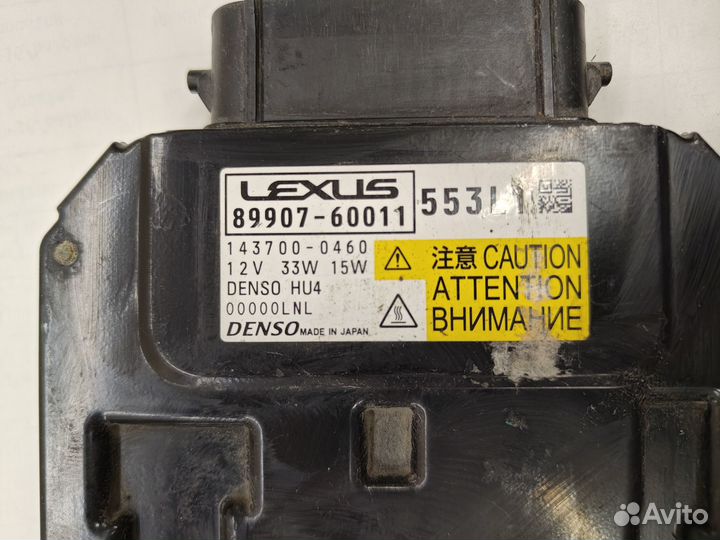 LEXUS
89907-60011
553L1
143700-0460
12V 33W 15W
DENSO HU4
00000LNL
DENSO MADE IN JAPAN
注意 CAUTION
ATTENTION
ВНИМАНИЕ
Avito